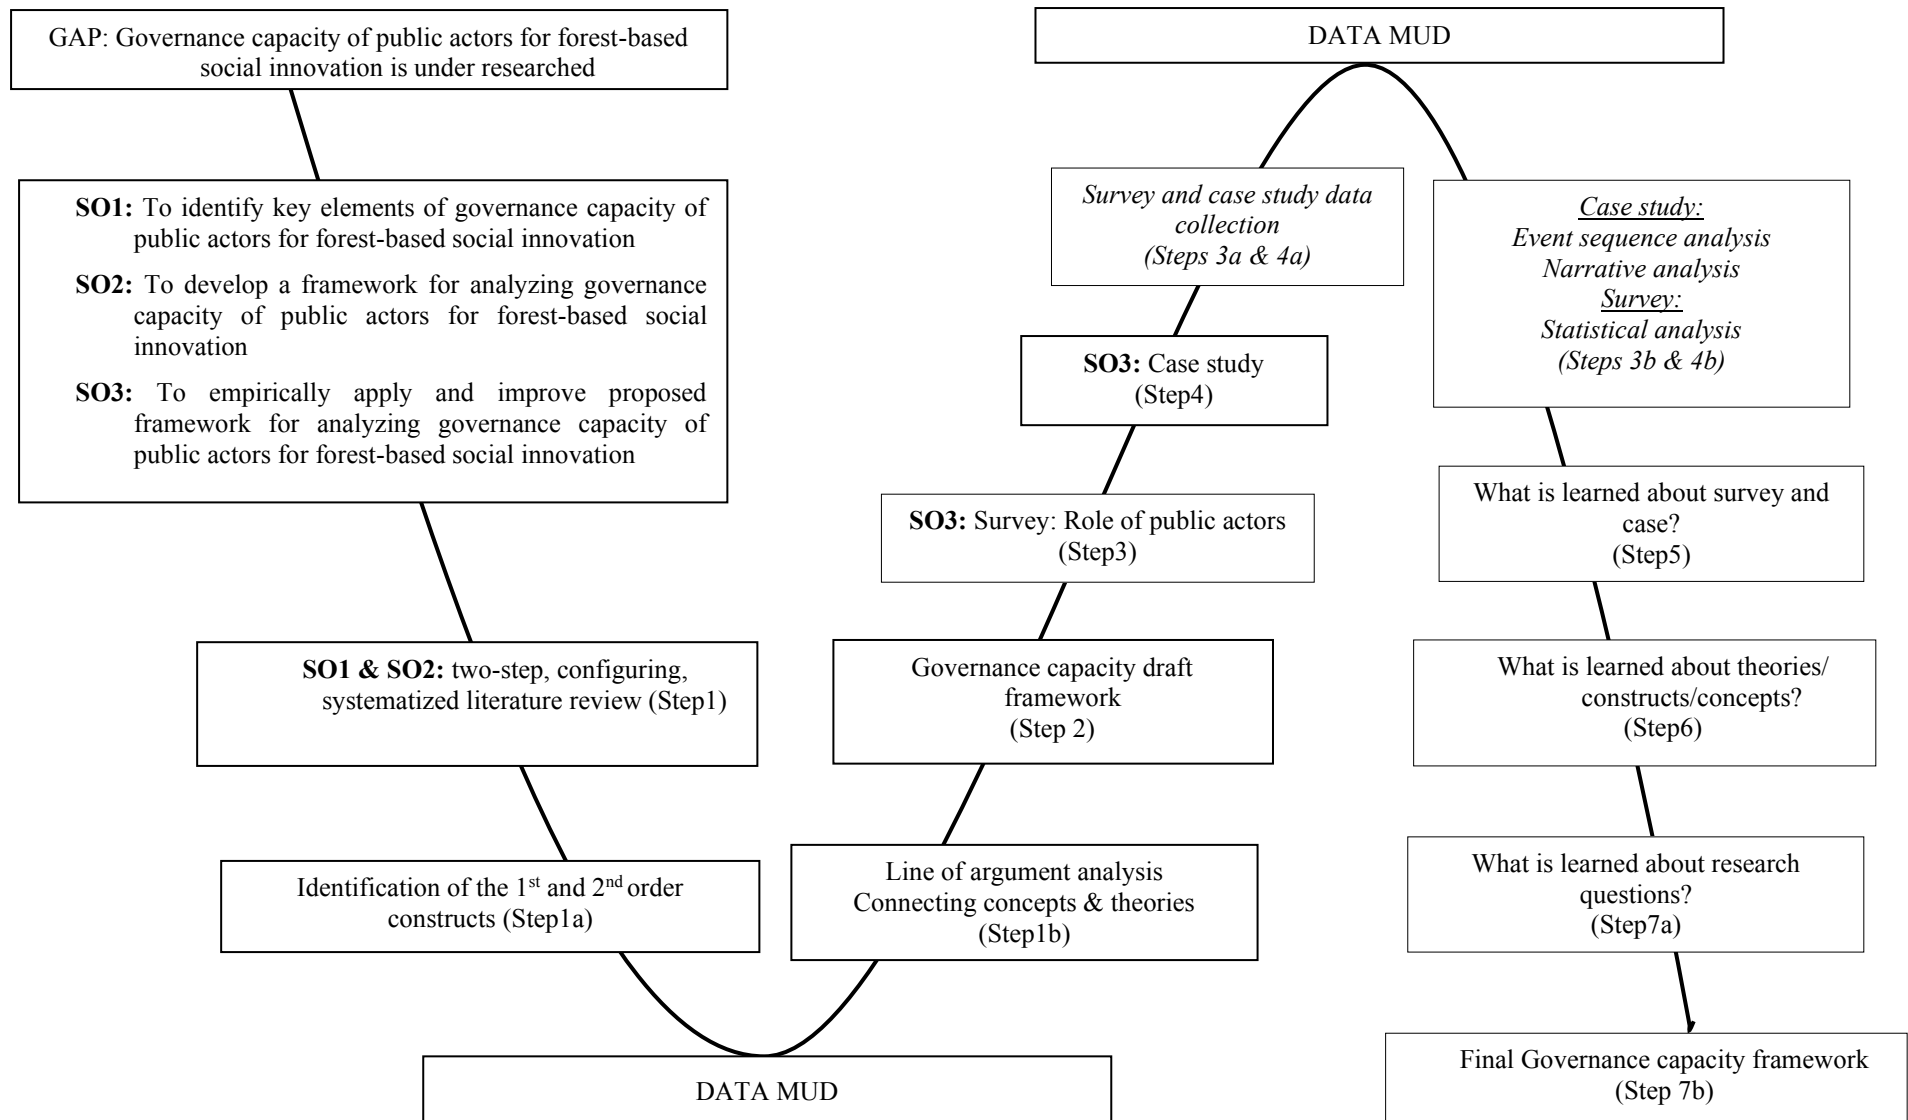 GAP: Governance capacity of public actors for forest-based
social innovation is under researched
SO1: To identify key elements of governance capacity of
public actors for forest-based social innovation
SO2: To develop a framework for analyzing governance
capacity of public actors for forest-based social
innovation
SO3: To empirically apply and improve proposed
framework for analyzing governance capacity of
public actors for forest-based social innovation
SO1 & SO2: two-step, configuring,
systematized literature review (Step1)
Identification of the 1st and 2nd order
constructs (Step1a)
DATA MUD
Line of argument analysis
Connecting concepts & theories
(Step1b)
Governance capacity draft
framework
(Step 2)
SO3: Survey: Role of public actors
(Step3)
SO3: Case study
(Step4)
Survey and case study data
collection
(Steps 3a & 4a)
DATA MUD
Case study:
Event sequence analysis
Narrative analysis
Survey:
Statistical analysis
(Steps 3b & 4b)
What is learned about survey and
case?
(Step5)
What is learned about theories/
constructs/concepts?
(Step6)
What is learned about research
questions?
(Step7a)
Final Governance capacity framework
(Step 7b)